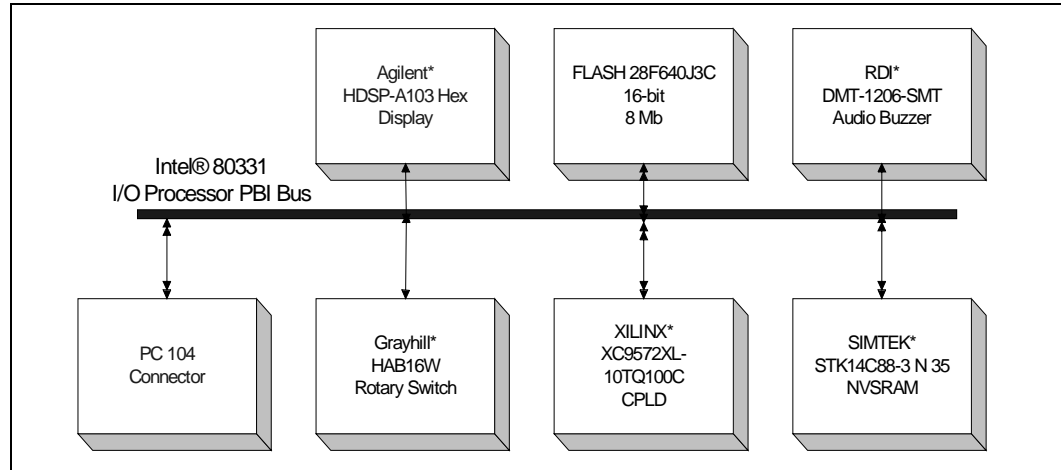 Agilent*
HDSP-A103 Hex
Display
FLASH 28F640J3C
16-bit
8 Mb
RDI*
DMT-1206-SMT
Audio Buzzer
Intel® 80331
I/O Processor PBI Bus
PC 104
Connector
Grayhill*
HAB16W
Rotary Switch
XILINX*
XC9572XL-
10TQ100C
CPLD
SIMTEK*
STK14C88-3 N 35
NVSRAM